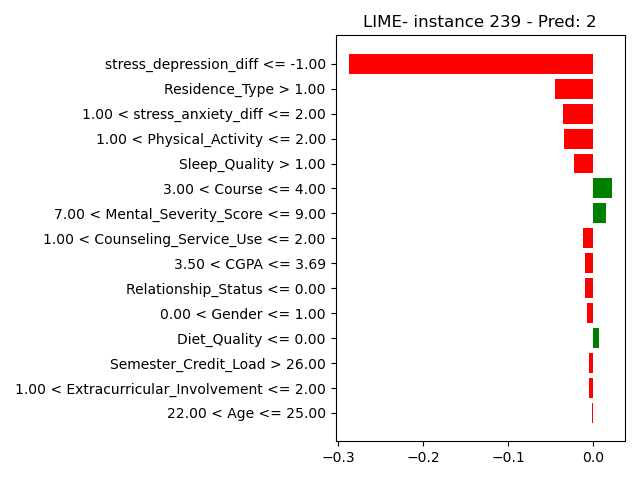 LIME- instance 239 - Pred: 2
stress_depression_diff <= -1.00
Residence_Type > 1.00
1.00 < stress_anxiety_diff <= 2.00
1.00 < Physical_Activity <= 2.00
Sleep_Quality > 1.00
3.00 < Course <= 4.00
7.00 < Mental_Severity_Score <= 9.00
1.00 < Counseling_Service_Use <= 2.00
3.50 < CGPA <= 3.69
Relationship_Status <= 0.00
0.00 < Gender <= 1.00
Diet_Quality <= 0.00
Semester_Credit_Load > 26.00
1.00 < Extracurricular_Involvement <= 2.00
22.00 < Age <= 25.00
−0.3 −0.2 −0.1 0.0